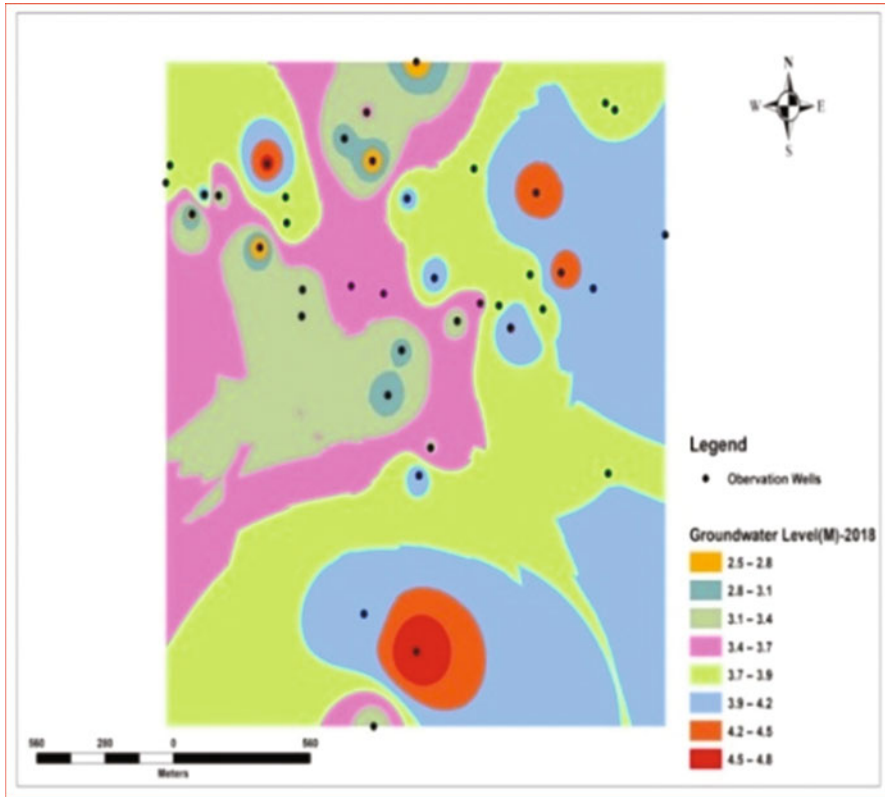 N
W E
S
Legend
Obervation Wells
Groundwater Level(M)-2018
2.5 – 2.8
2.8 – 3.1
3.1 – 3.4
3.4 – 3.7
3.7 – 3.9
3.9 – 4.2
4.2 – 4.5
4.5 – 4.8
560 280 0 560
Meters